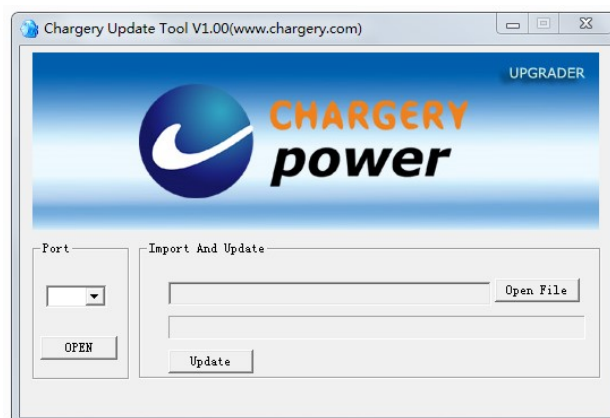 Chargery Update Tool V1.00(www.chargery.com)
UPGRADER
CHARGERY
power
Port
Import And Update
Open File
OPEN
Update